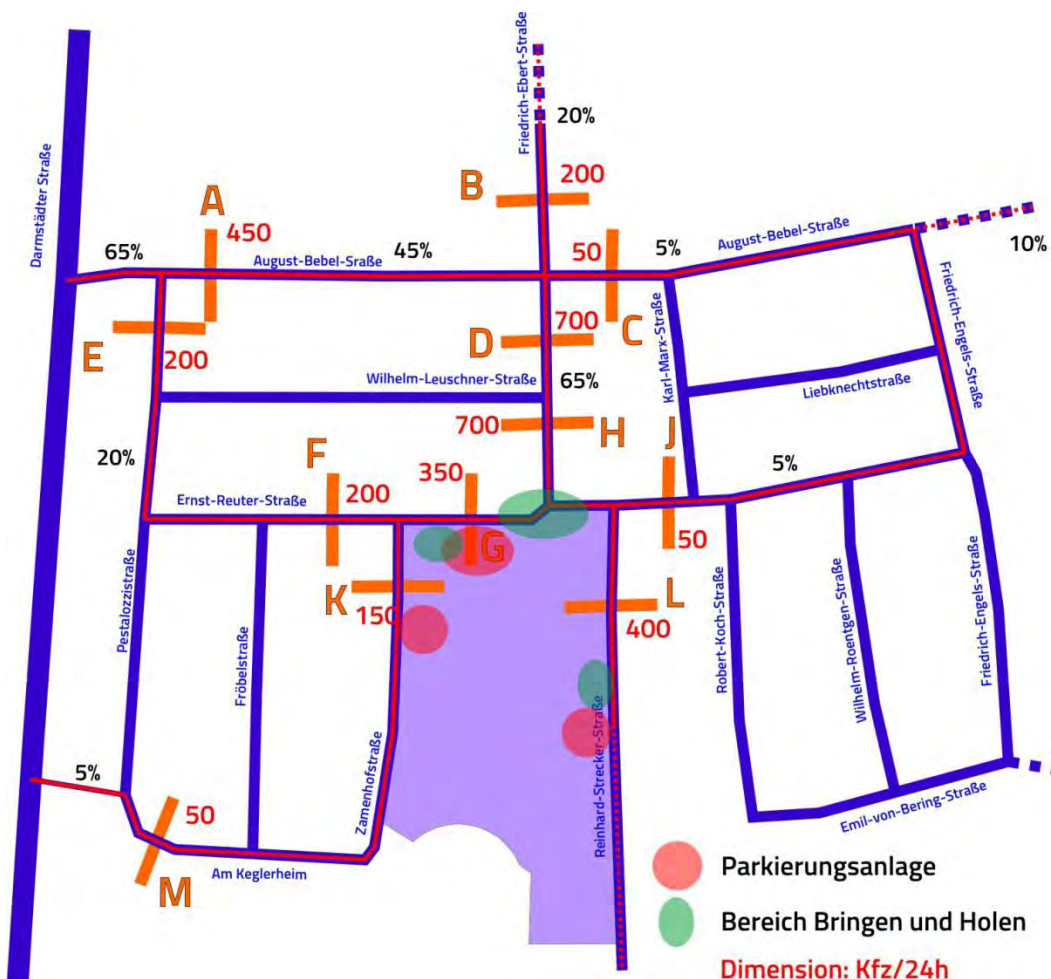 Friedrich-Ebert-Straße
20%
B
200
Darmstädter Straße
A
450
65%
August-Bebel-Sraße
45%
50
5%
August-Bebel-Straße
10%
E
200
D
700
C
Karl-Marx-Straße
Friedrich-Engels-Straße
Wilhelm-Leuschner-Straße
65%
Liebknechtstraße
700
H
J
20%
F
350
5%
Ernst-Reuter-Straße
200
G
50
Pestalozzistraße
Fröbelstraße
K
150
L
400
Robert-Koch-Straße
Wilhelm-Roentgen-Straße
Friedrich-Engels-Straße
Zamenhofstraße
Reinhard-Strecker-Straße
5%
50
M
Am Keglerheim
Emil-von-Bering-Straße
Parkierungsanlage
Bereich Bringen und Holen
Dimension: Kfz/24h